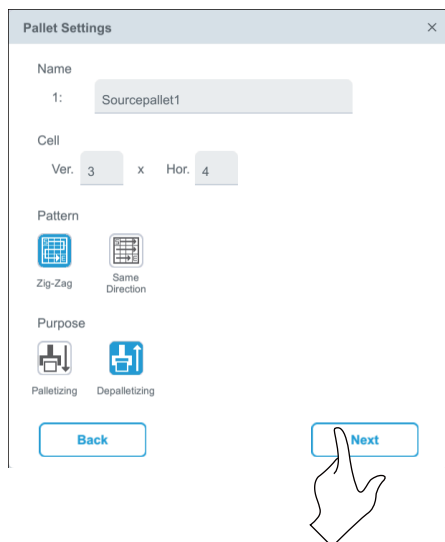 Pallet Settings ×
Name
1: Sourcepallet1
Cell
Ver. 3 x Hor. 4
Pattern
Zig-Zag Same
Direction
Purpose
Palletizing Depalletizing
Back Next